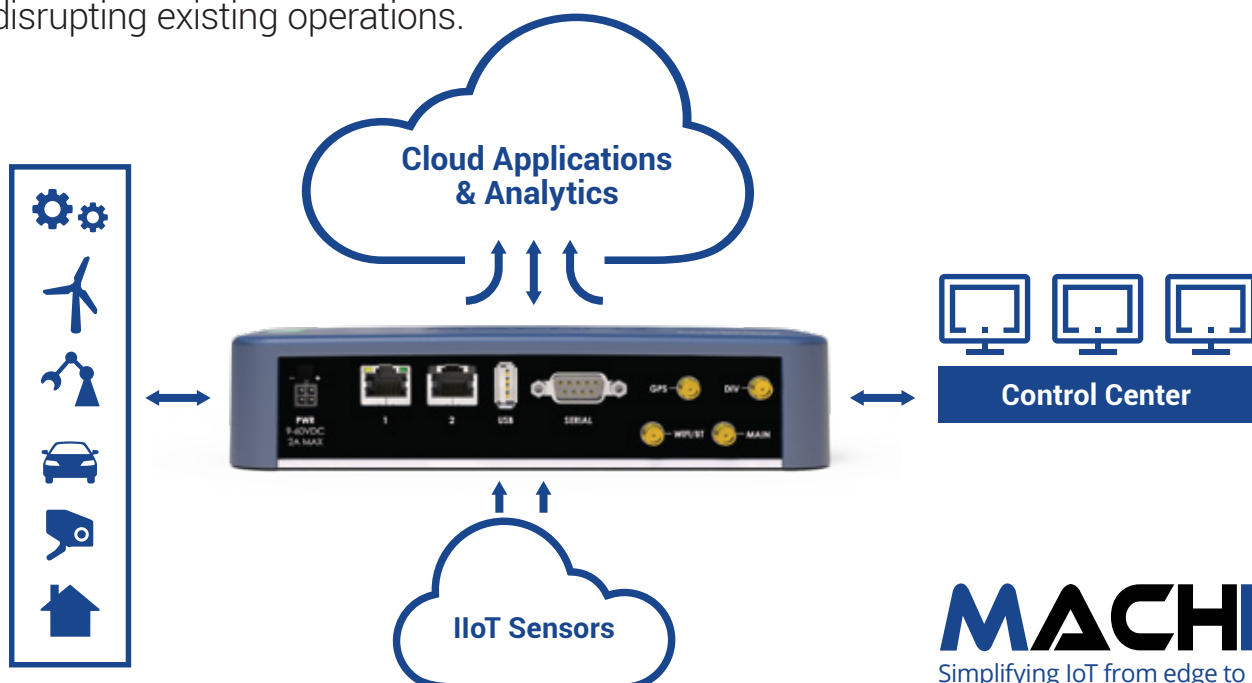 disrupting existing operations.
Cloud Applications
& Analytics
- +
PWR
9-60VDC
2A MAX
1
2
USB
SERIAL
GPS
DIV
WIFI/BT
MAIN
Control Center
IIoT Sensors
MACH
Simplifying IoT from edge to